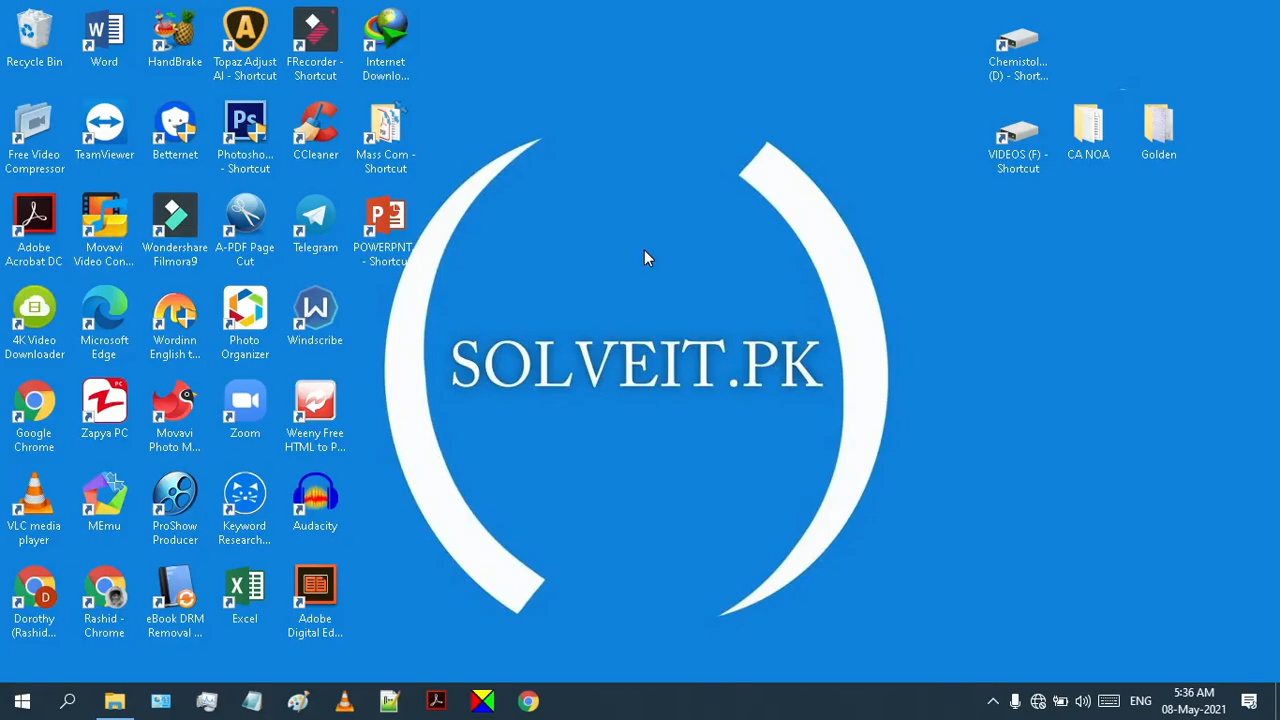 Recycle Bin
Word
HandBrake
Topaz Adjust
AI - Shortcut
FRecorder -
Shortcut
Internet
Downlo...
Chemistol...
(D) - Short...
Free Video
Compressor
TeamViewer
Betternet
Ps
Photosho...
- Shortcut
CCleaner
Mass Com -
Shortcut
VIDEOS (F) -
Shortcut
CA NOA
Golden
Adobe
Acrobat DC
Movavi
Video Con...
Wondershare
Filmora9
A-PDF Page
Cut
Telegram
POWERPNT
- Shortcut
4K Video
Downloader
Microsoft
Edge
Wordinn
English t...
Photo
Organizer
Windscribe
SOLVEIT.PK
Google
Chrome
PC
Zapya PC
Movavi
Photo M...
Zoom
Weeny Free
HTML to P...
VLC media
player
MEmu
ProShow
Producer
Keyword
Research...
Audacity
D
Dorothy
(Rashid...
Rashid -
Chrome
eBook DRM
Removal ...
Excel
Adobe
Digital Ed...
ENG
5:36 AM
08-May-2021